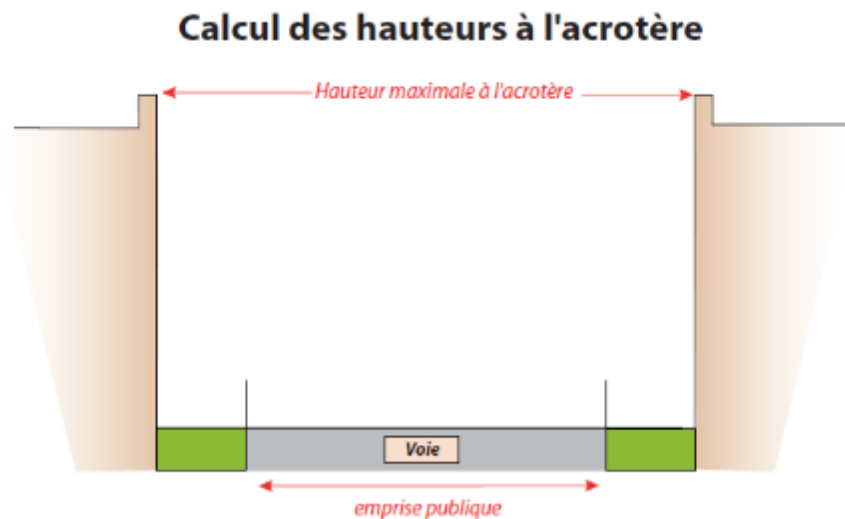 Calcul des hauteurs à l'acrotère
Hauteur maximale à l'acrotère
Voie
emprise publique